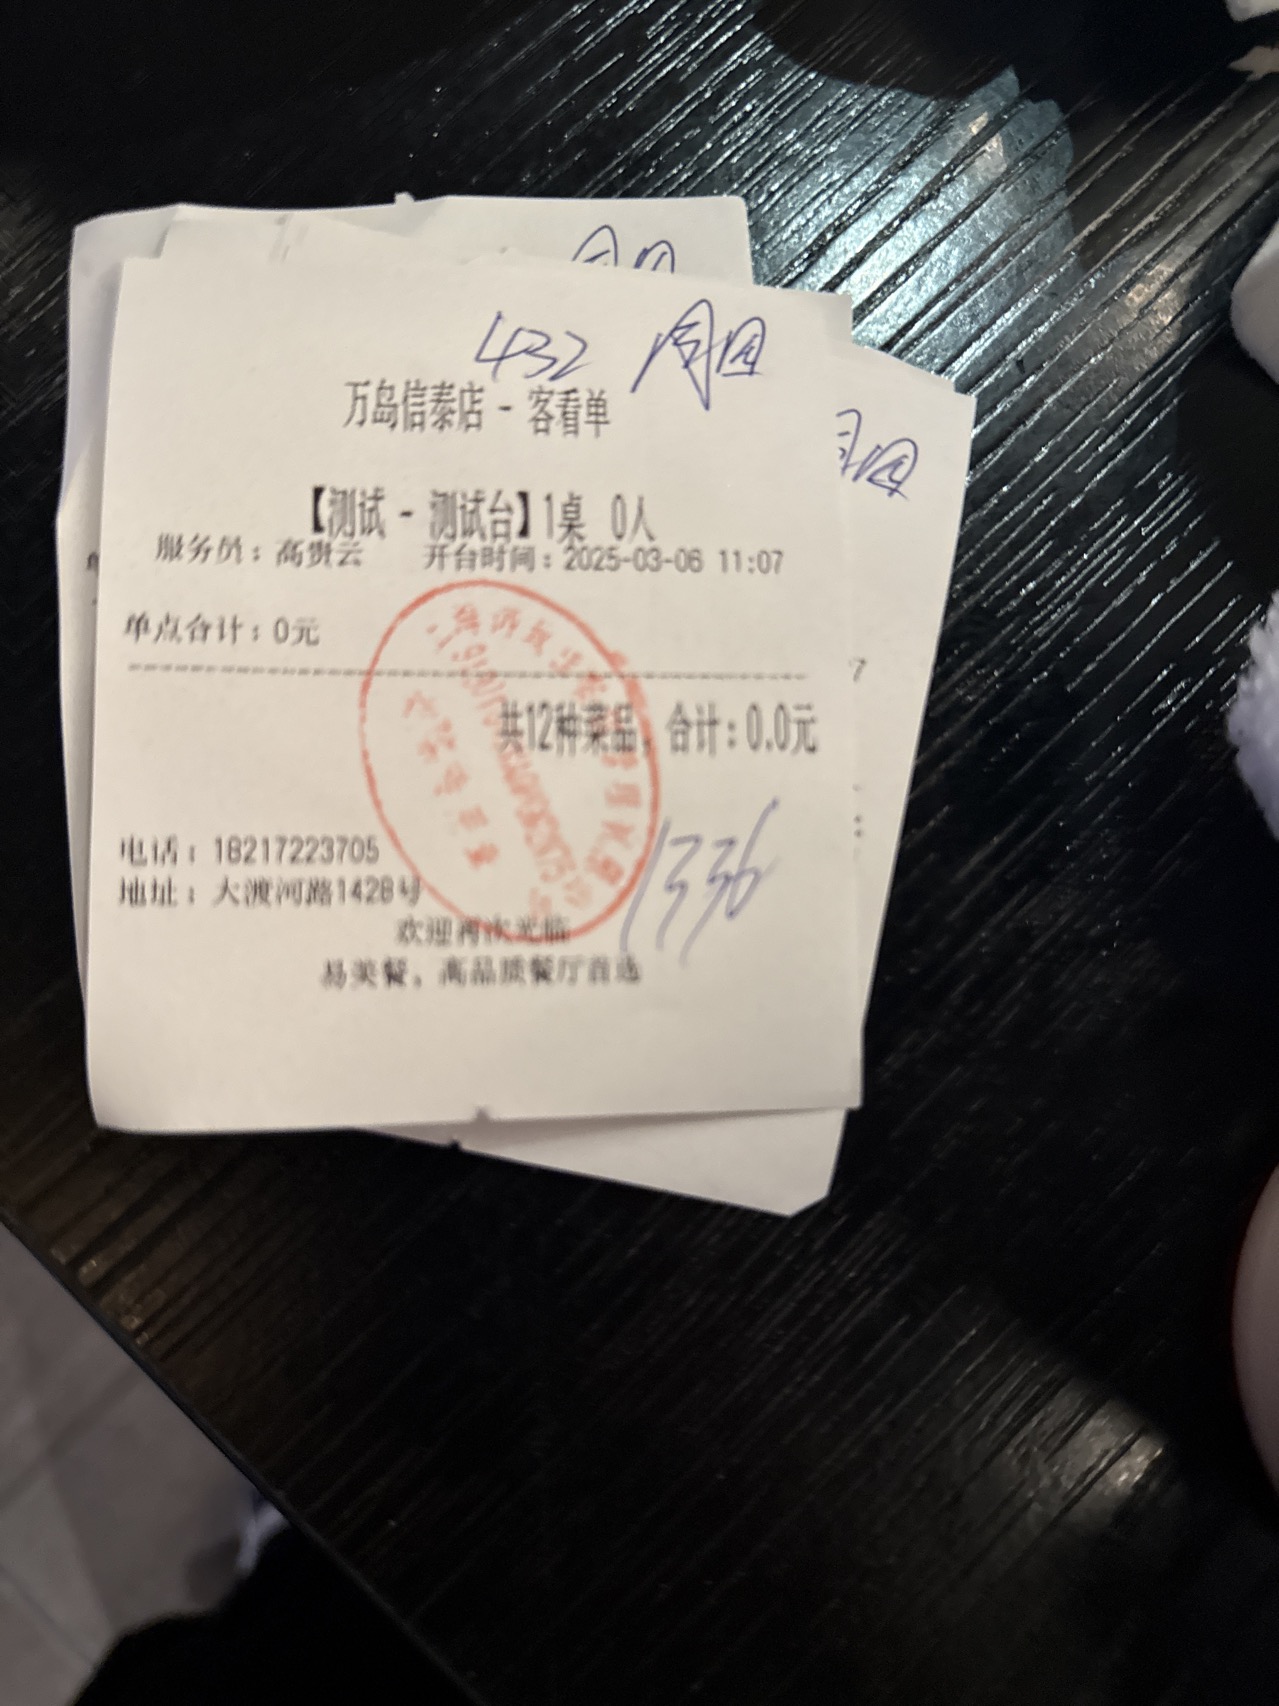 432 周围
万岛信泰店 - 客看单
【测试 - 测试台】1桌 0人
服务员：高贵云 开台时间：2025-03-06 11:07
单点合计：0元
共12种菜品，合计：0.0元
1336
电话：18217223705
地址：大渡河路1428号
欢迎再次光临
易美餐，高品质餐厅首选
7